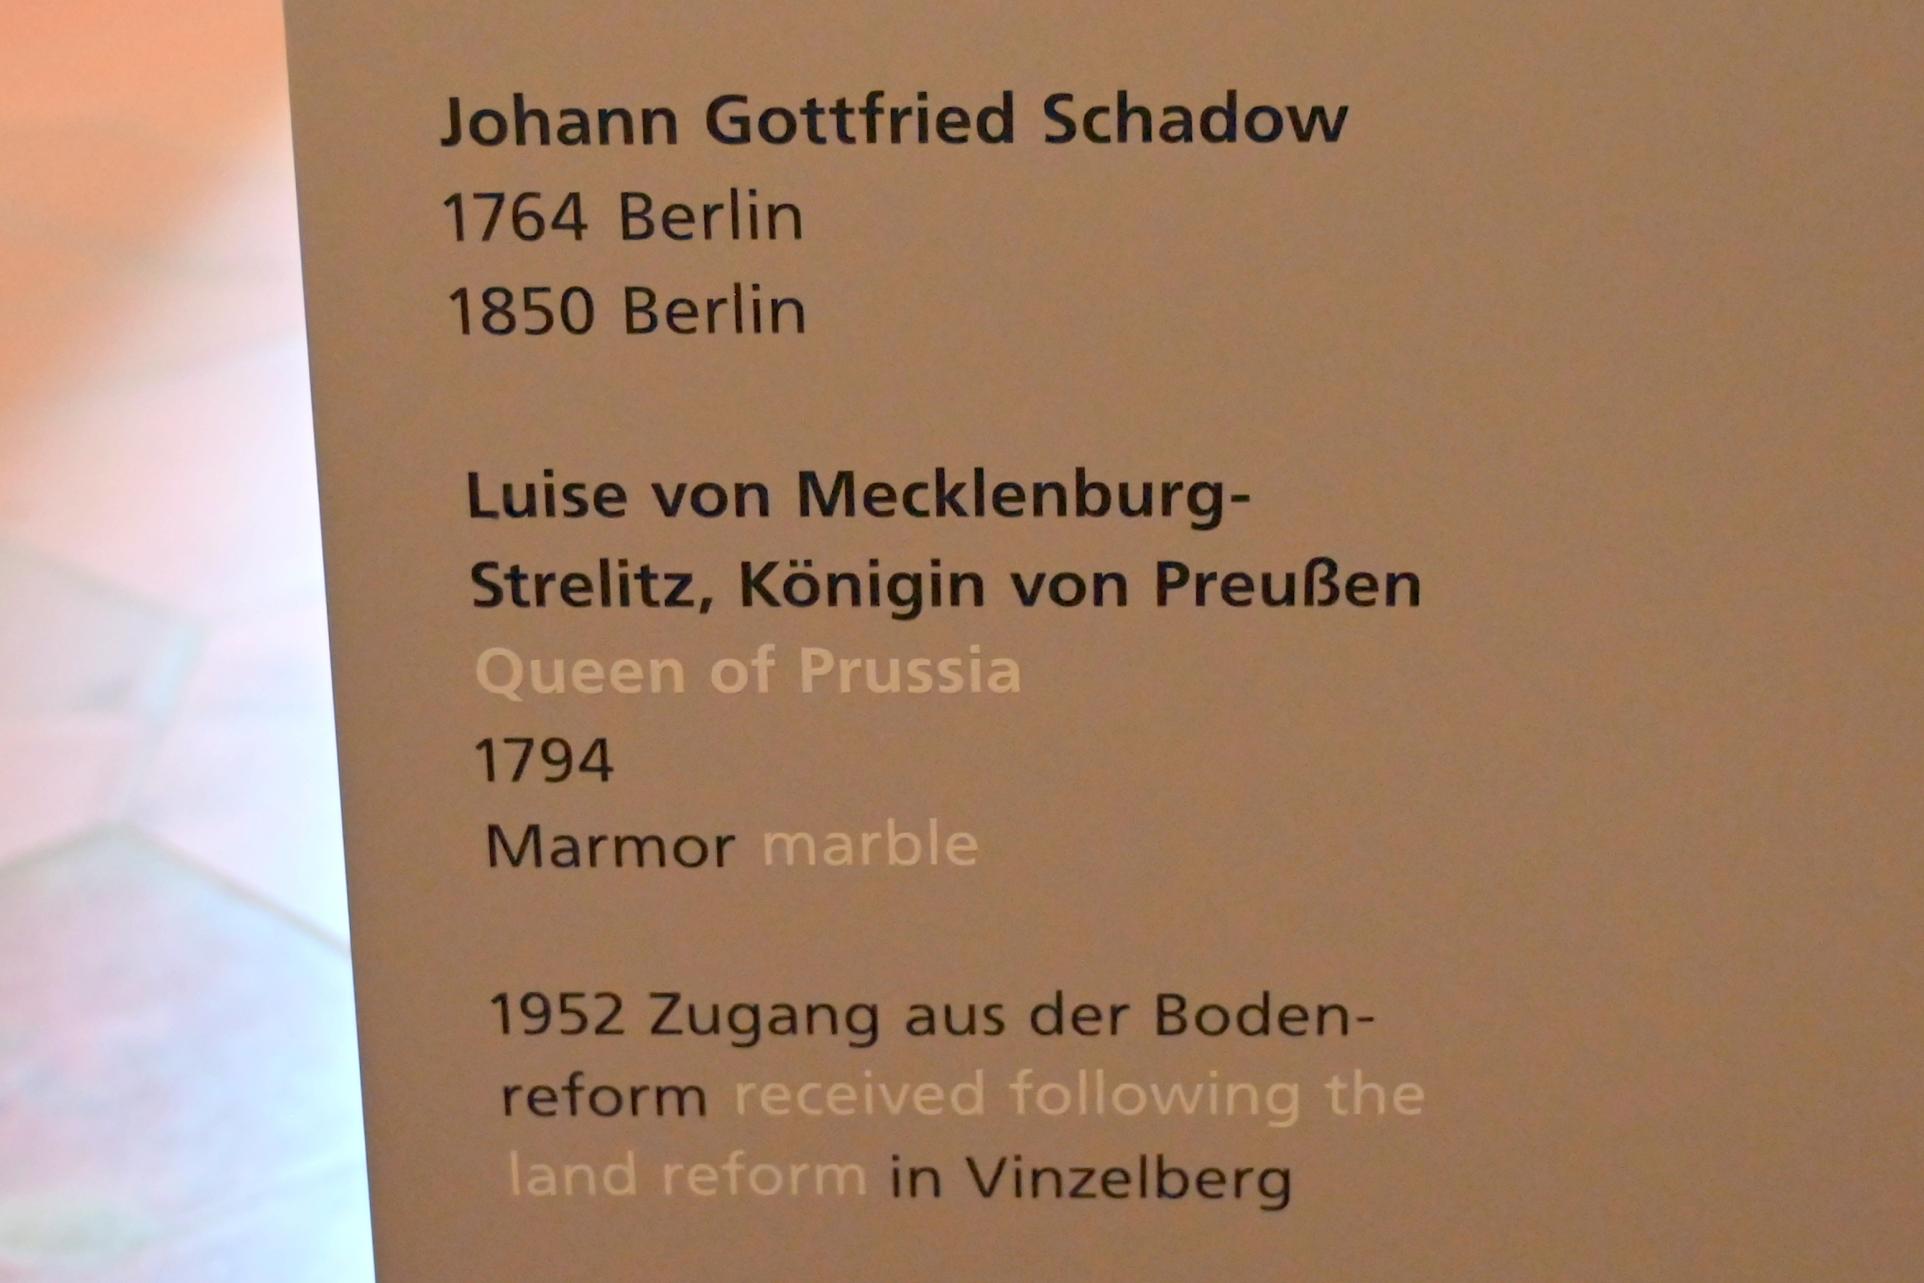 Johann Gottfried Schadow
1764 Berlin
1850 Berlin
Luise von Mecklenburg-
Strelitz, Königin von Preußen
Queen of Prussia
1794
Marmor marble
1952 Zugang aus der Boden-
reform received following the
land reform in Vinzelberg